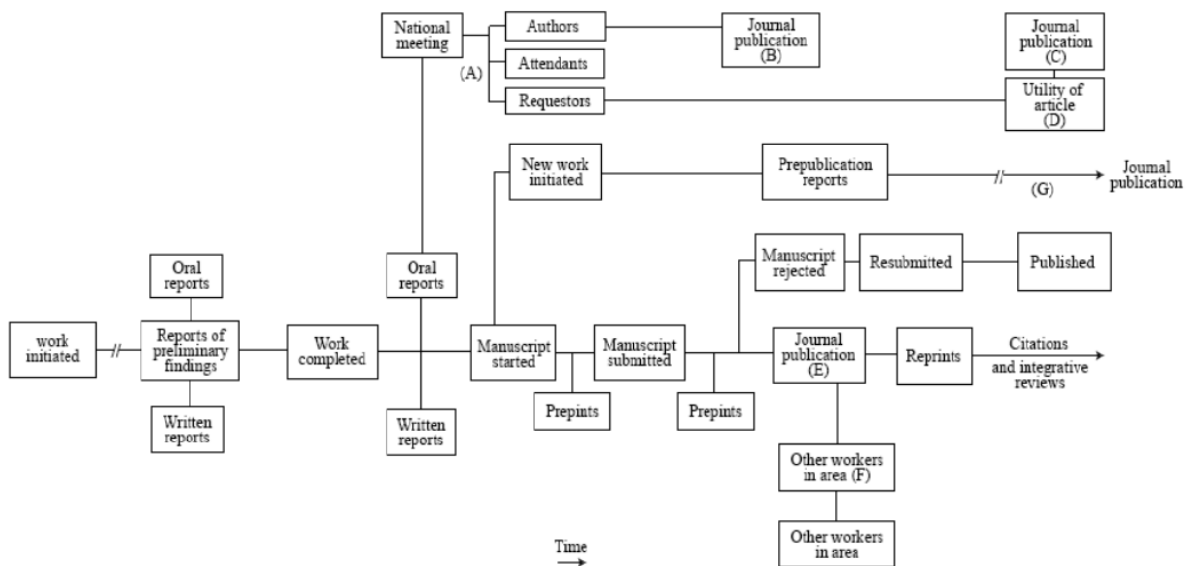 National
meeting
(A)
Authors
Attendants
Requestors
Journal
publication
(B)
Journal
publication
(C)
Utility of
article
(D)
New work
initiated
Prepublication
reports
(G)
Journal
publication
Oral
reports
Oral
reports
Manuscript
rejected
Resubmitted
Published
work
initiated
Reports of
preliminary
findings
Work
completed
Manuscript
started
Manuscript
submitted
Journal
publication
(E)
Reprints
Citations
and integrative
reviews
Written
reports
Written
reports
Prepints
Prepints
Other workers
in area (F)
Other workers
in area
Time